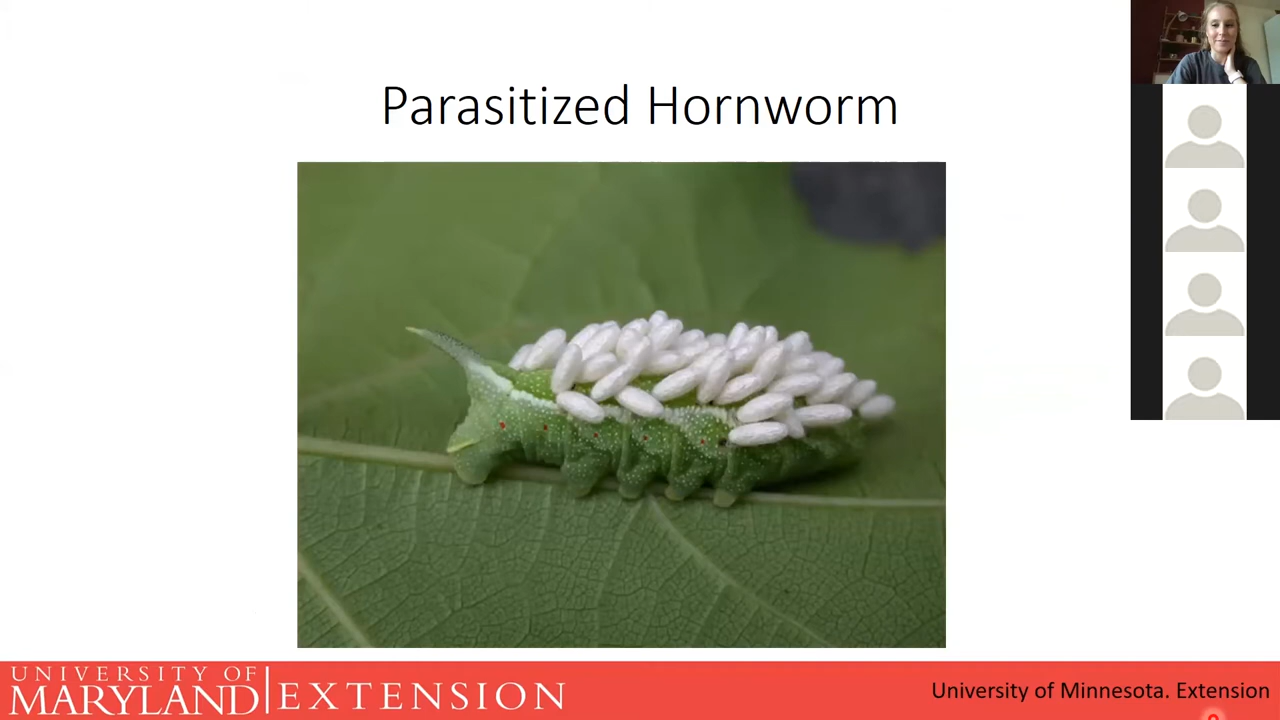 Parasitized Hornworm
UNIVERSITY OF
MARYLAND
EXTENSION
University of Minnesota. Extension